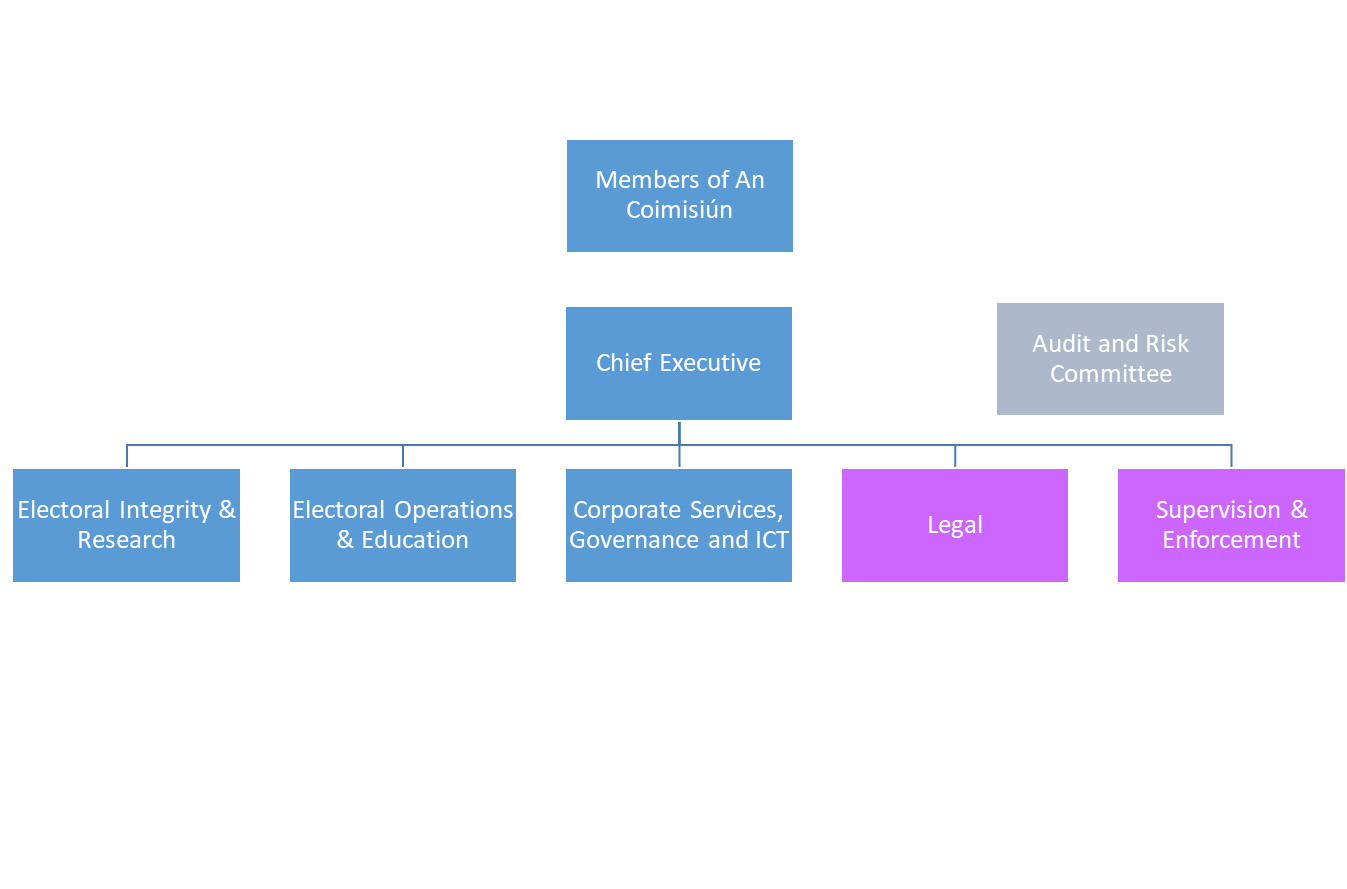 Members of An
Coimisiún
Chief Executive
Audit and Risk
Committee
Electoral Integrity &
Research
Electoral Operations
& Education
Corporate Services,
Governance and ICT
Legal
Supervision &
Enforcement